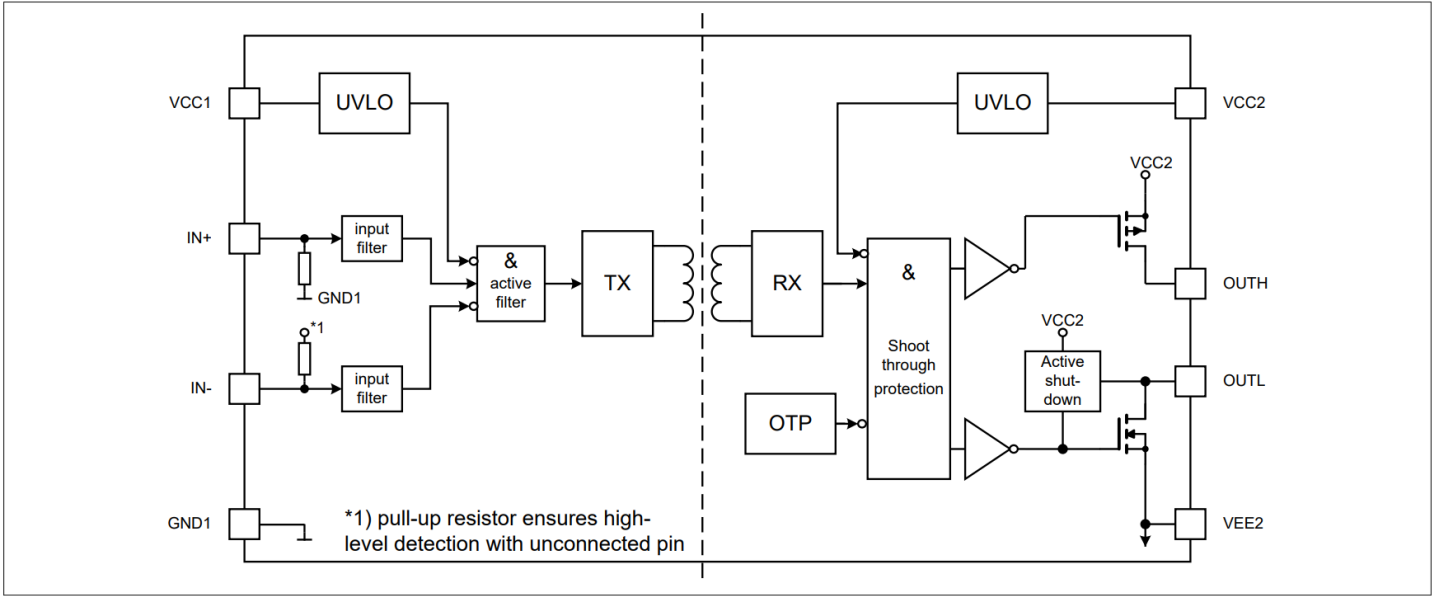 VCC1
UVLO
UVLO
VCC2
VCC2
IN+
input
filter
&
active
filter
TX
RX
&
Shoot
through
protection
OUTH
GND1
*1
VCC2
Active
shut-
down
OUTL
IN-
input
filter
OTP
GND1
*1) pull-up resistor ensures high-
level detection with unconnected pin
VEE2